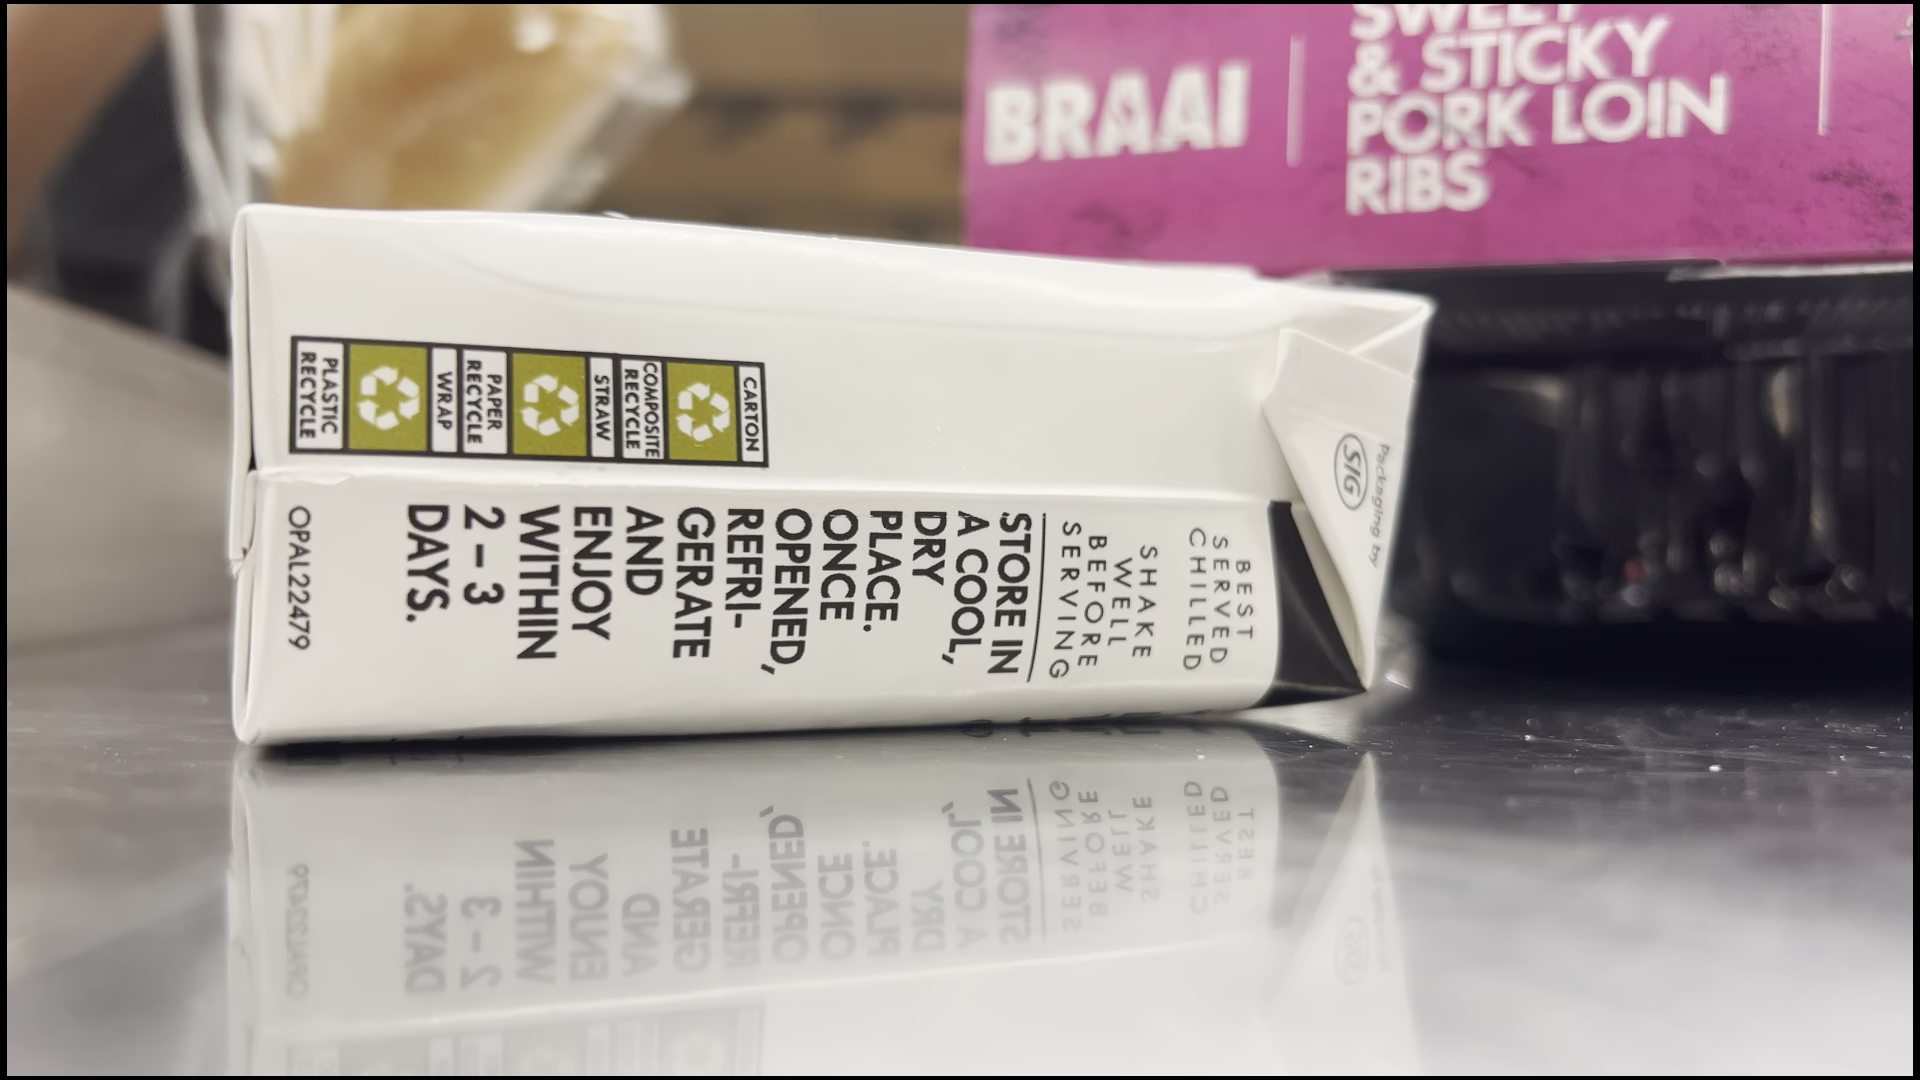 BRAAI
SWEET
& STICKY
PORK LOIN
RIBS
BEST
SERVED
CHILLED
SHAKE
WELL
BEFORE
SERVING
STORE IN
A COOL,
DRY
PLACE.
ONCE
OPENED,
REFRI-
GERATE
AND
ENJOY
WITHIN
2 – 3
DAYS.
OPAL22479
CARTON
COMPOSITE
RECYCLE
STRAW
PAPER
RECYCLE
WRAP
PLASTIC
RECYCLE
Packaging by
SIG